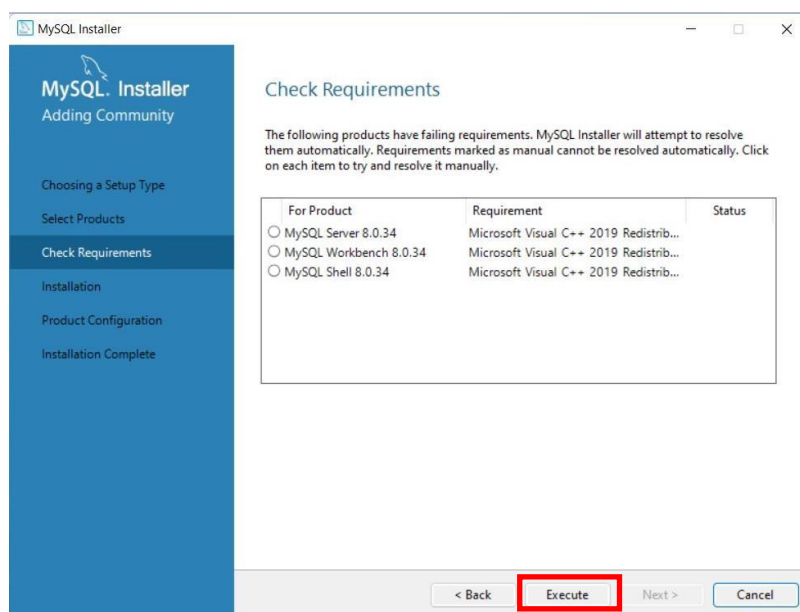 MySQL Installer
MySQL. Installer
Adding Community
Choosing a Setup Type
Select Products
Check Requirements
Installation
Product Configuration
Installation Complete
Check Requirements
The following products have failing requirements. MySQL Installer will attempt to resolve
them automatically. Requirements marked as manual cannot be resolved automatically. Click
on each item to try and resolve it manually.
For Product Requirement Status
MySQL Server 8.0.34 Microsoft Visual C++ 2019 Redistrib...
MySQL Workbench 8.0.34 Microsoft Visual C++ 2019 Redistrib...
MySQL Shell 8.0.34 Microsoft Visual C++ 2019 Redistrib...
< Back Execute Next > Cancel